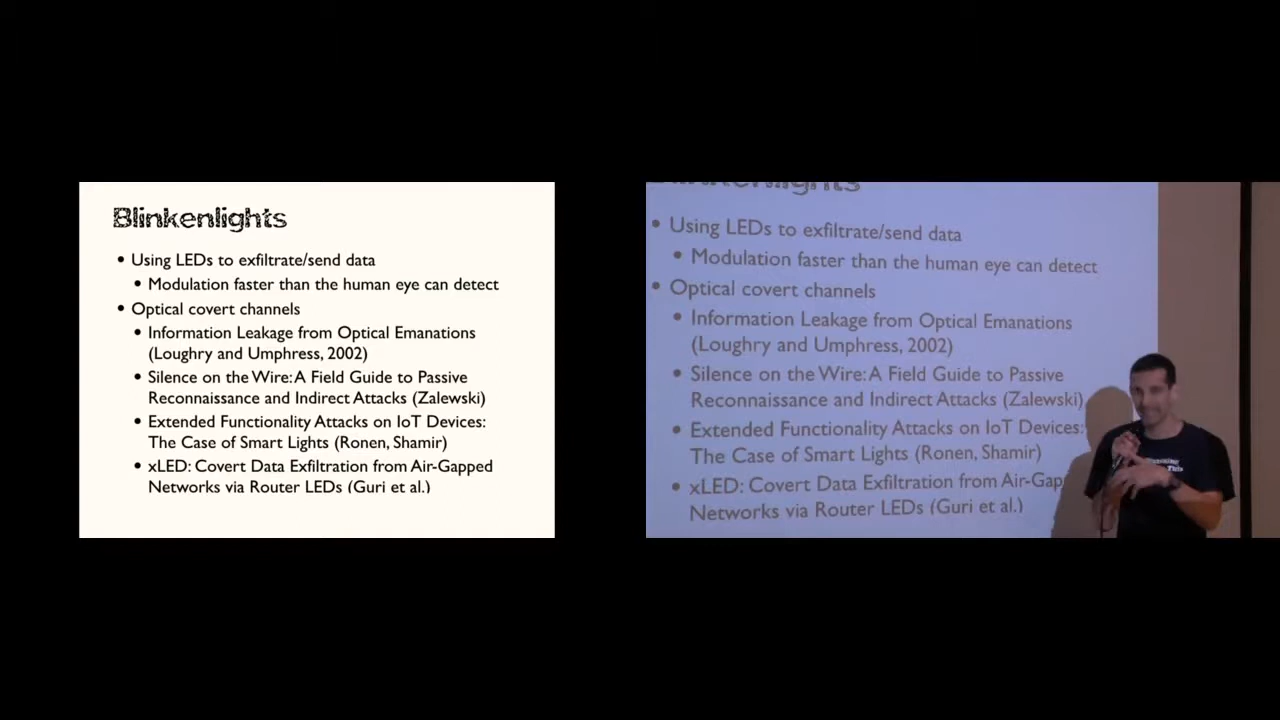 Blinkenlights
• Using LEDs to exfiltrate/send data
• Modulation faster than the human eye can detect
• Optical covert channels
• Information Leakage from Optical Emanations
(Loughry and Umphress, 2002)
• Silence on the Wire: A Field Guide to Passive
Reconnaissance and Indirect Attacks (Zalewski)
• Extended Functionality Attacks on IoT Devices:
The Case of Smart Lights (Ronen, Shamir)
• xLED: Covert Data Exfiltration from Air-Gapped
Networks via Router LEDs (Guri et al.)
• Using LEDs to exfiltrate/send data
• Modulation faster than the human eye can detect
• Optical covert channels
• Information Leakage from Optical Emanations
(Loughry and Umphress, 2002)
• Silence on the Wire: A Field Guide to Passive
Reconnaissance and Indirect Attacks (Zalewski)
• Extended Functionality Attacks on IoT Devices:
The Case of Smart Lights (Ronen, Shamir)
• xLED: Covert Data Exfiltration from Air-Gap
Networks via Router LEDs (Guri et al.)